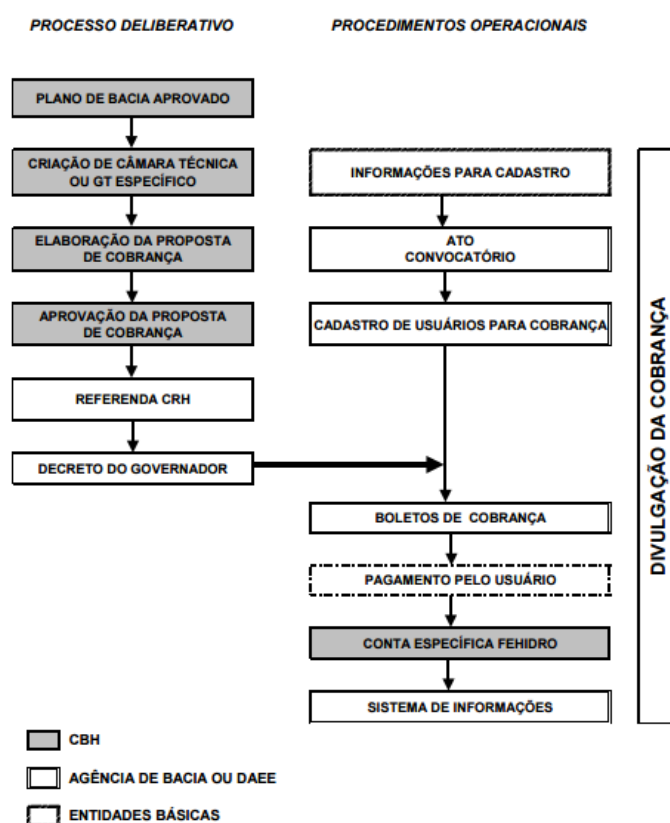 PROCESSO DELIBERATIVO
PLANO DE BACIA APROVADO
CRIAÇÃO DE CÂMARA TÉCNICA
OU GT ESPECÍFICO
ELABORAÇÃO DA PROPOSTA
DE COBRANÇA
APROVAÇÃO DA PROPOSTA
DE COBRANÇA
REFERENDA CRH
DECRETO DO GOVERNADOR
PROCEDIMENTOS OPERACIONAIS
INFORMAÇÕES PARA CADASTRO
ATO
CONVOCATÓRIO
CADASTRO DE USUÁRIOS PARA COBRANÇA
BOLETOS DE COBRANÇA
PAGAMENTO PELO USUÁRIO
CONTA ESPECÍFICA FEHIDRO
SISTEMA DE INFORMAÇÕES
DIVULGAÇÃO DA COBRANÇA
CBH
AGÊNCIA DE BACIA OU DAEE
ENTIDADES BÁSICAS